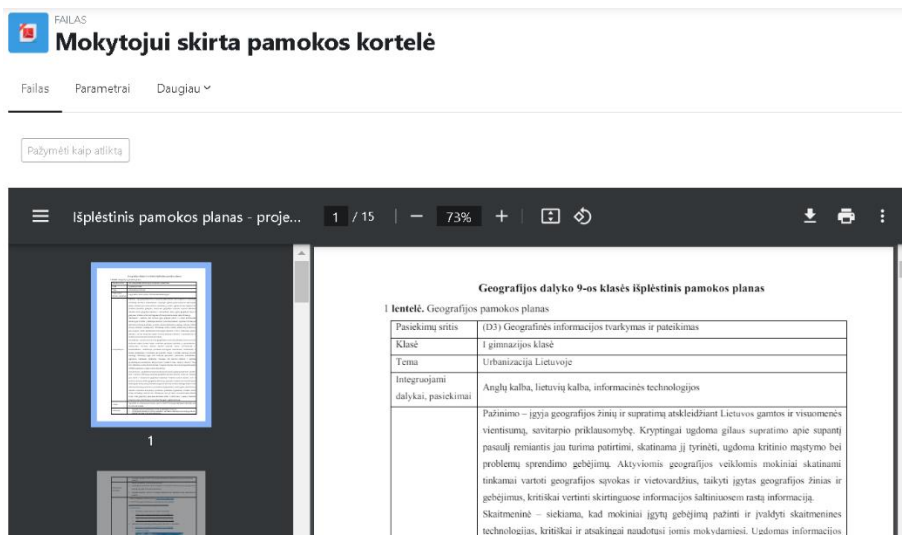 FAILAS
Mokytojui skirta pamokos kortelė
Failas Parametrai Daugiau
Pažymėti kaip atliktą
Išplėstinis pamokos planas - proje... 1 / 15 | − 73% +
1
Geografijos dalyko 9-os klasės išplėstinis pamokos planas
1 lentelė. Geografijos pamokos planas
Pasiekimų sritis (D3) Geografinės informacijos tvarkymas ir pateikimas
Klasė I gimnazijos klasė
Tema Urbanizacija Lietuvoje
Integruojami dalykai, pasiekimai Anglų kalba, lietuvių kalba, informacinės technologijos
Pažinimo – įgyja geografijos žinių ir supratimą atskleidžiant Lietuvos gamtos ir visuomenės
vientisumą, savitarpio priklausomybę. Kryptingai ugdoma gilaus supratimo apie supantį
pasaulį remiantis jau turima patirtimi, skatinama jį tyrinėti, ugdoma kritinio mąstymo bei
problemų sprendimo gebėjimų. Aktyviomis geografijos veiklomis mokiniai skatinami
tinkamai vartoti geografijos sąvokas ir vietovardžius, taikyti įgytas geografijos žinias ir
gebėjimus, kritiškai vertinti skirtinguose informacijos šaltiniuosem rastą informaciją.
Skaitmeninė – siekiama, kad mokiniai įgytų gebėjimą pažinti ir įvaldyti skaitmenines
technologijas, kritiškai ir atsakingai naudotųsi jomis mokydamiesi. Ugdomas informacijos